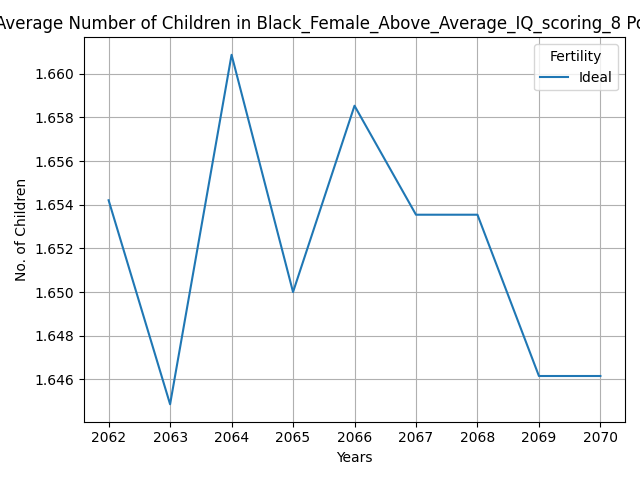 Average Number of Children in Black_Female_Above_Average_IQ_scoring_8 Po
Fertility
Ideal
No. of Children
1.660
1.658
1.656
1.654
1.652
1.650
1.648
1.646
2062 2063 2064 2065 2066 2067 2068 2069 2070
Years